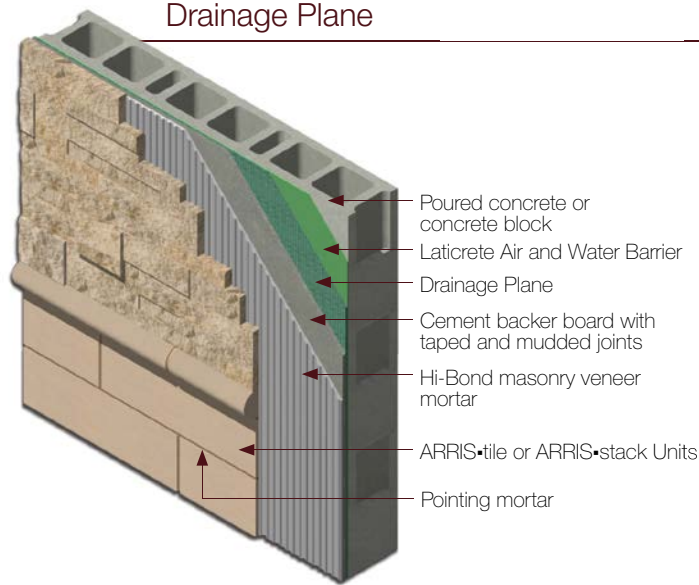 Drainage Plane
Poured concrete or
concrete block
Laticrete Air and Water Barrier
Drainage Plane
Cement backer board with
taped and mudded joints
Hi-Bond masonry veneer
mortar
ARRIS▪tile or ARRIS▪stack Units
Pointing mortar